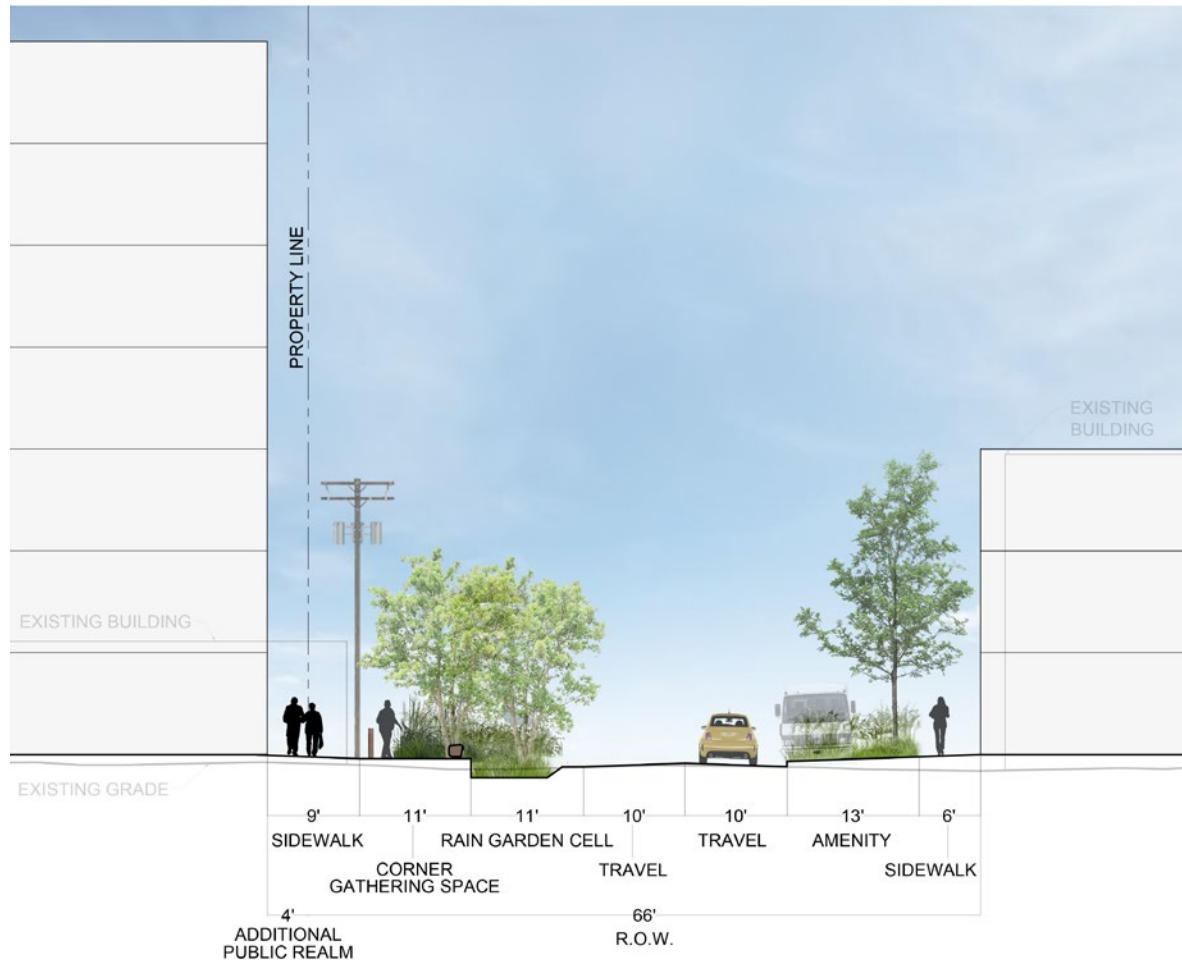 PROPERTY LINE
EXISTING
BUILDING
EXISTING BUILDING
EXISTING GRADE
9'
11'
11'
10'
10'
13'
6'
SIDEWALK
RAIN GARDEN CELL
TRAVEL
AMENITY
CORNER
GATHERING SPACE
TRAVEL
SIDEWALK
4'
66'
ADDITIONAL
PUBLIC REALM
R.O.W.